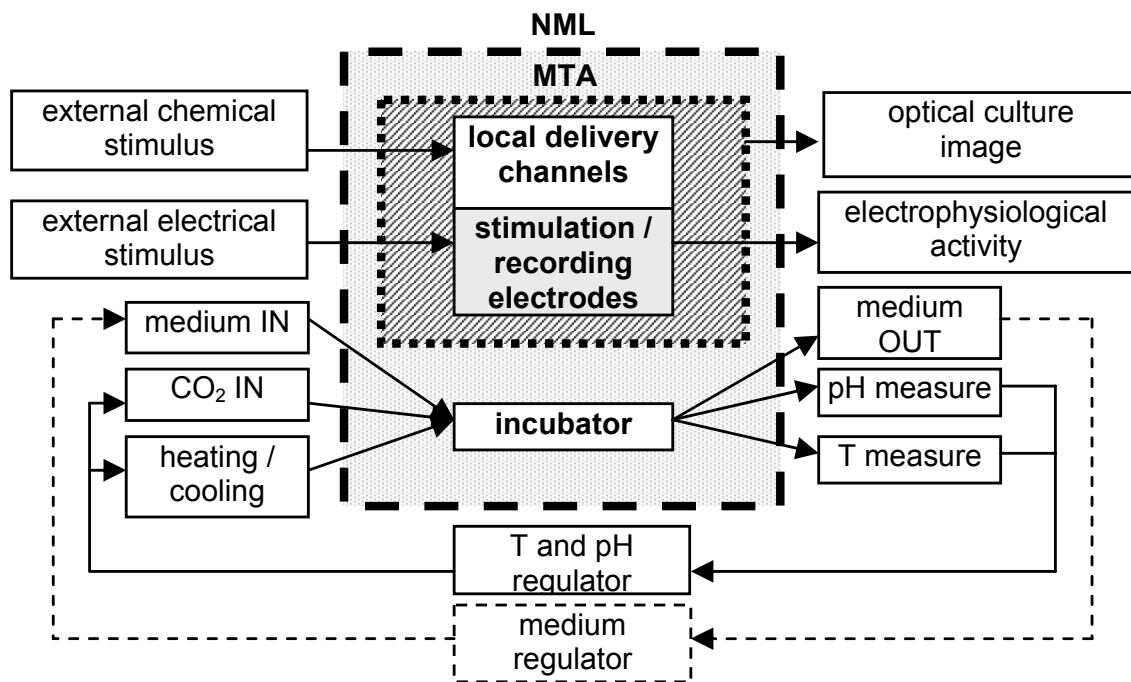 NML
MTA
external chemical
stimulus
local delivery
channels
optical culture
image
external electrical
stimulus
stimulation /
recording
electrodes
electrophysiological
activity
medium IN
medium
OUT
CO₂ IN
pH measure
incubator
heating /
cooling
T measure
T and pH
regulator
medium
regulator